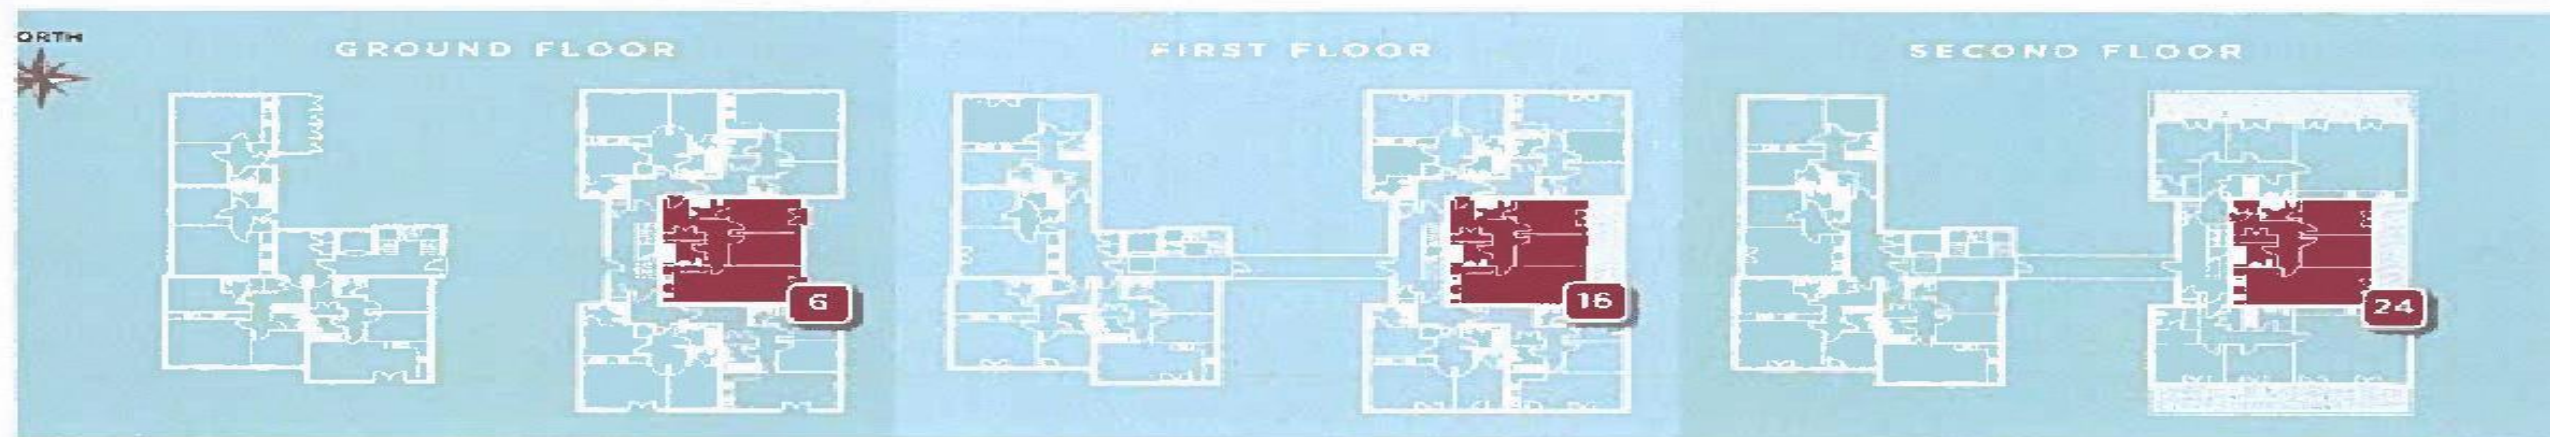 ORTH
GROUND FLOOR
FIRST FLOOR
SECOND FLOOR
6
16
24